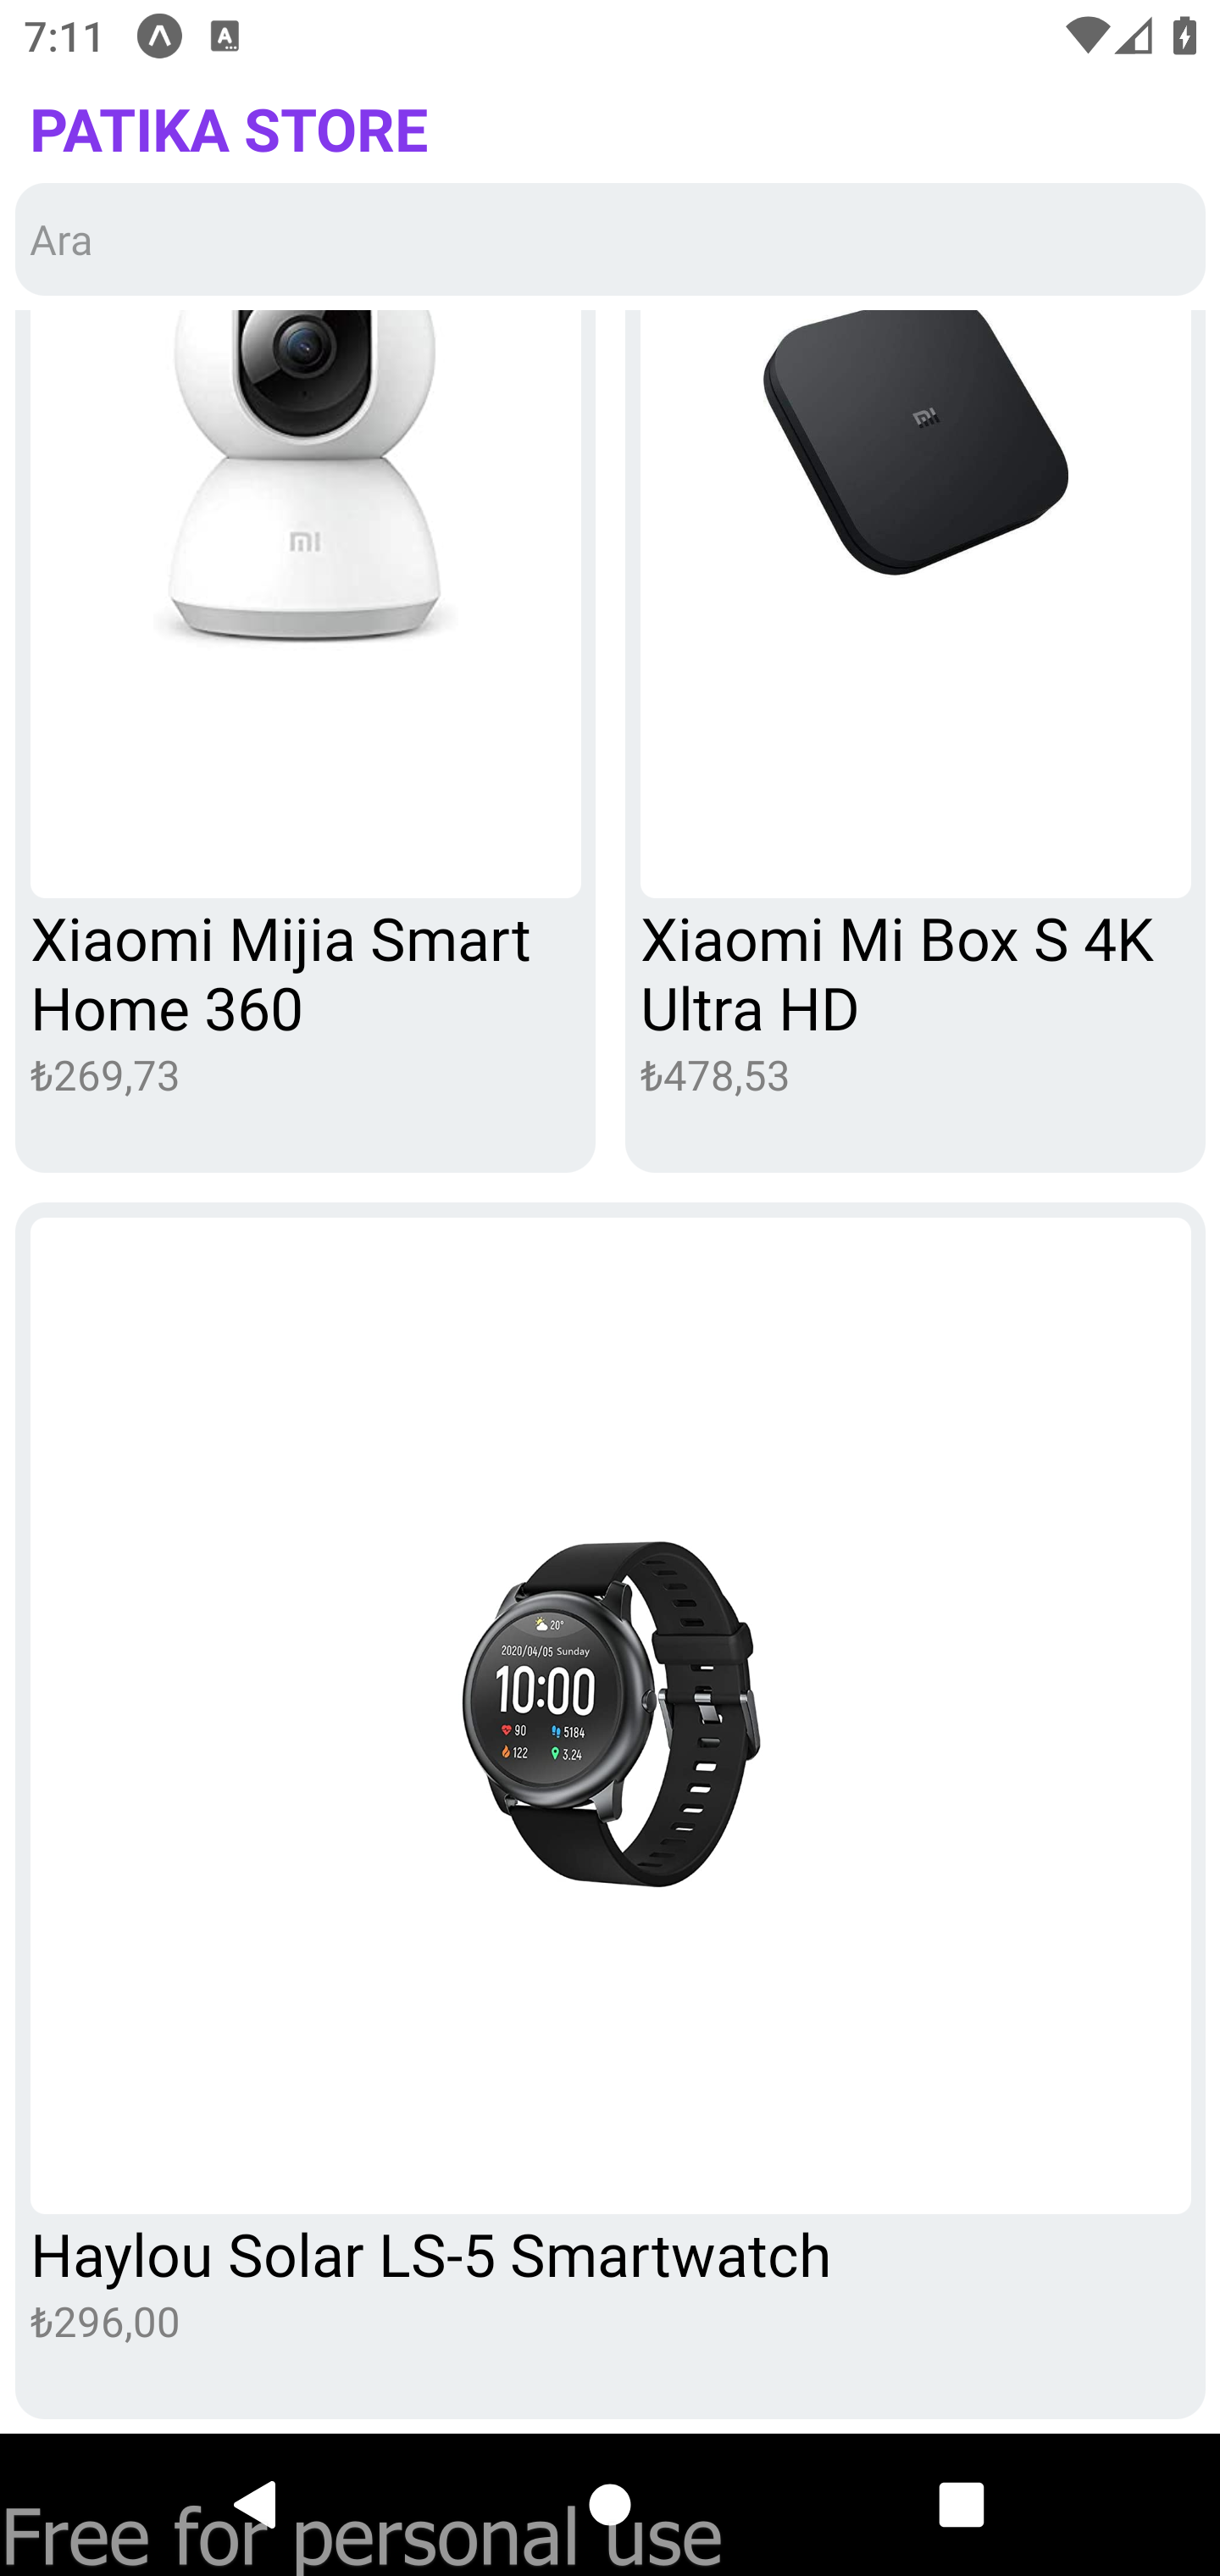 7:11
PATIKA STORE
Ara
mi
mi
Xiaomi Mijia Smart
Home 360
₺269,73
Xiaomi Mi Box S 4K
Ultra HD
₺478,53
20°
2020/04/05 Sunday
10:00
90 5184
122 3.24
Haylou Solar LS-5 Smartwatch
₺296,00
Free for personal use